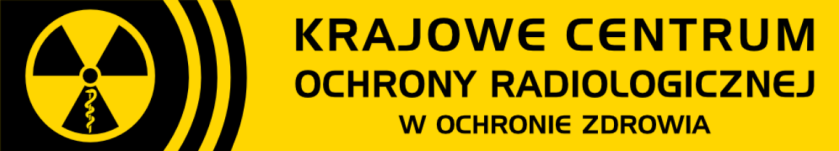 KRAJOWE CENTRUM
OCHRONY RADIOLOGICZNEJ
W OCHRONIE ZDROWIA